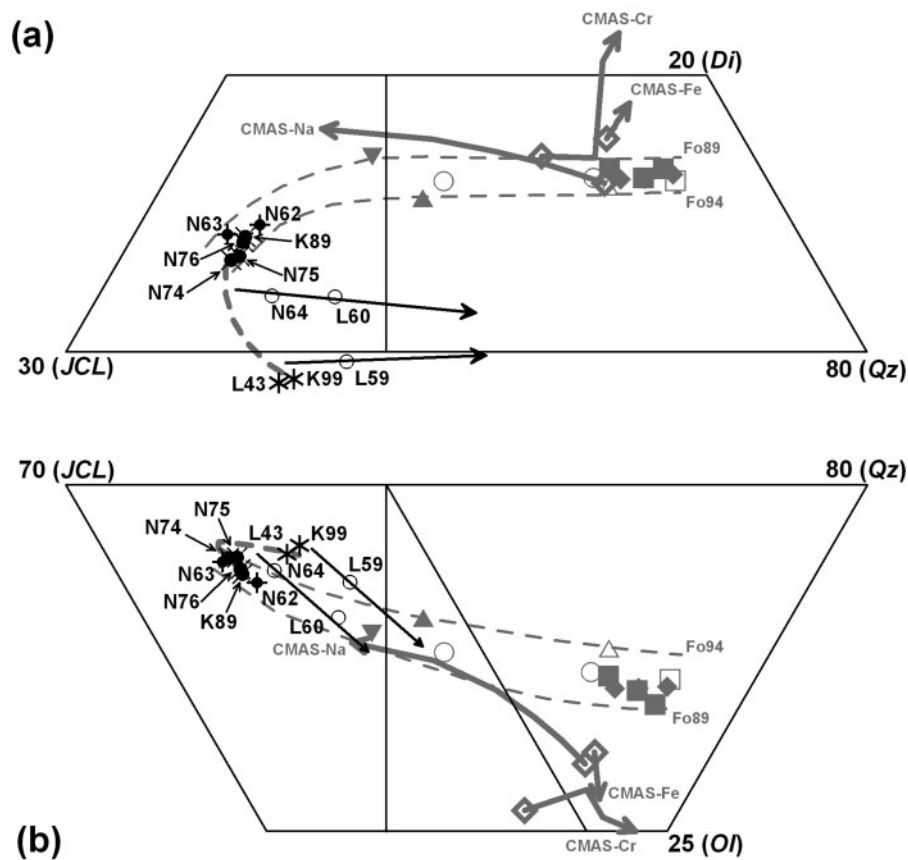 (a)
CMAS-Cr
20 (Di)
CMAS-Fe
CMAS-Na
Fo89
Fo94
N63
N62
K89
N76
N74
N75
N64
L60
30 (JCL)
80 (Qz)
L43
K99
L59
70 (JCL)
80 (Qz)
N75
N74
L43
K99
N63
N64
L59
N76
N62
K89
L60
CMAS-Na
Fo94
Fo89
CMAS-Fe
CMAS-Cr
25 (Ol)
(b)